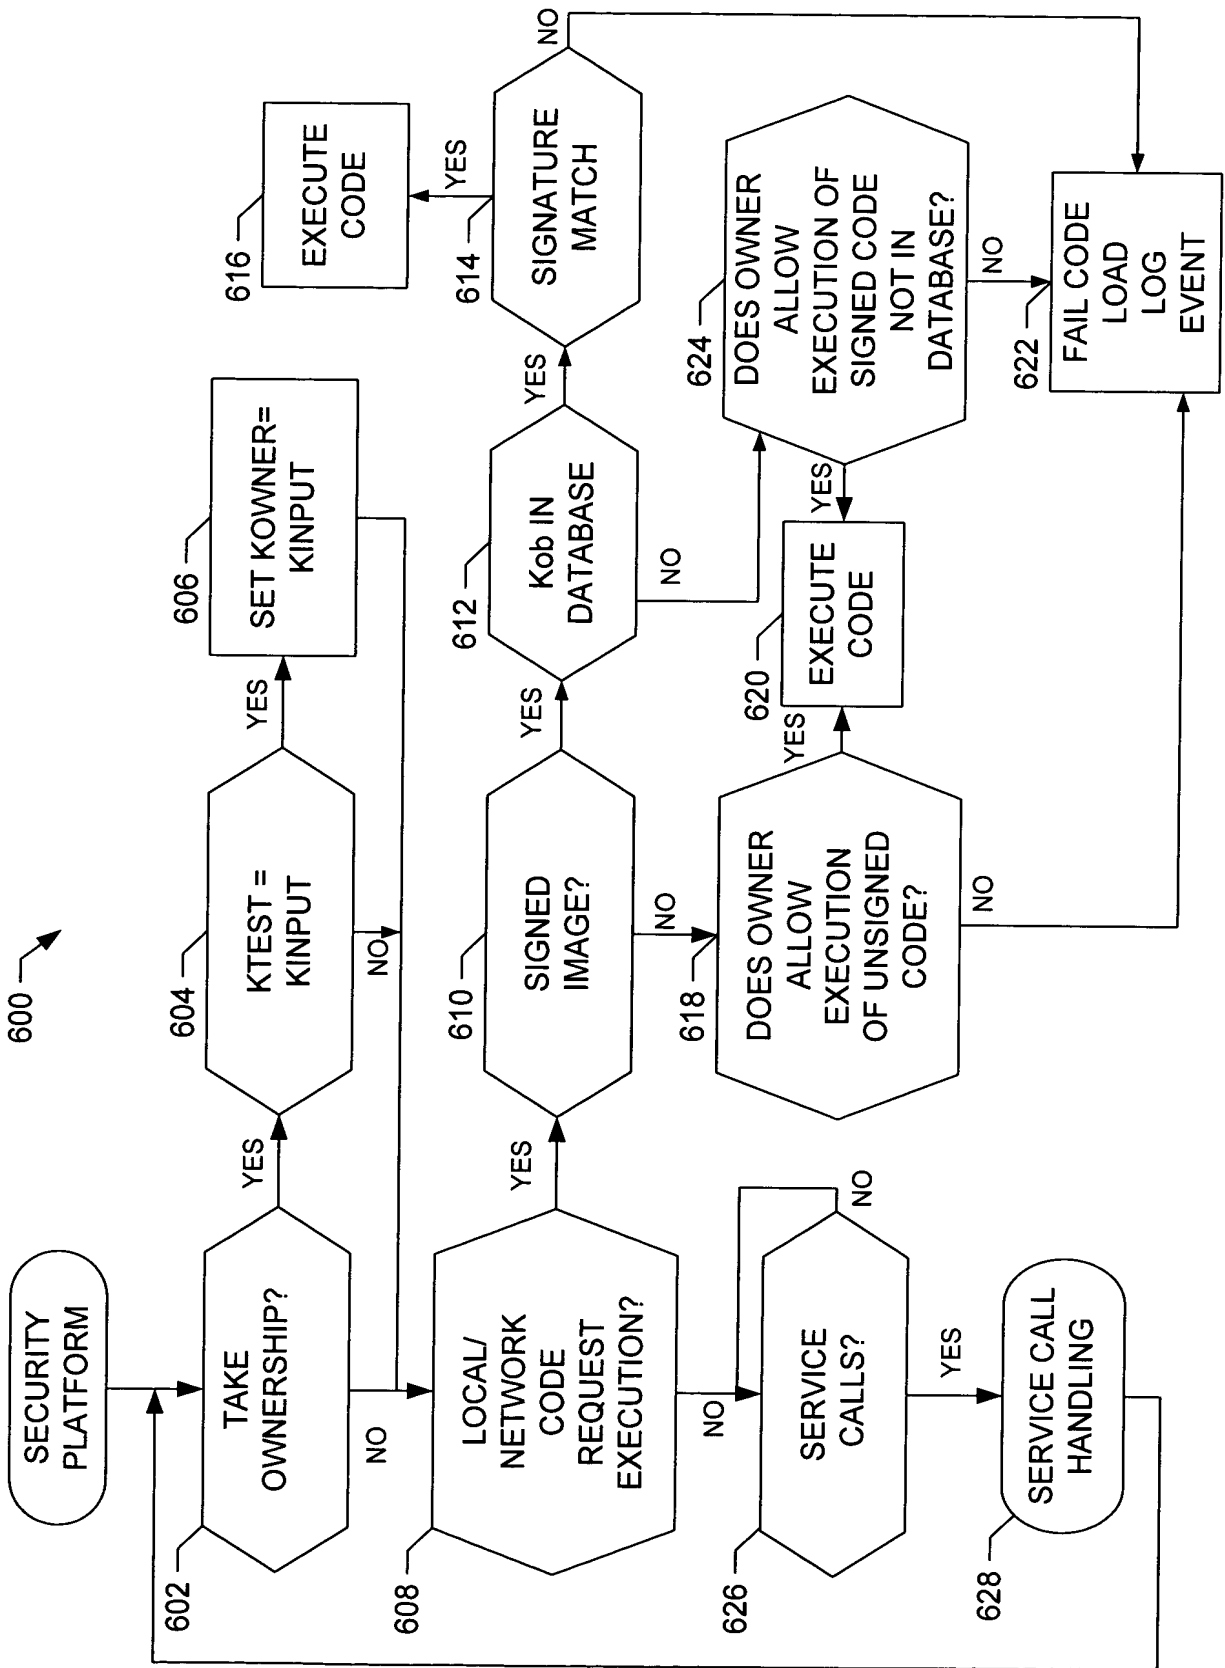 600
SECURITY
PLATFORM
602
TAKE
OWNERSHIP?
YES
NO
604
KTEST =
KINPUT
YES
NO
606
SET KOWNER=
KINPUT
608
LOCAL/
NETWORK
CODE
REQUEST
EXECUTION?
YES
NO
610
SIGNED
IMAGE?
YES
NO
612
Kob IN
DATABASE
YES
NO
614
SIGNATURE
MATCH
YES
NO
616
EXECUTE
CODE
618
DOES OWNER
ALLOW
EXECUTION
OF UNSIGNED
CODE?
YES
NO
620
EXECUTE
CODE
624
DOES OWNER
ALLOW
EXECUTION OF
SIGNED CODE
NOT IN
DATABASE?
YES
NO
622
FAIL CODE
LOAD
LOG
EVENT
626
SERVICE
CALLS?
NO
YES
628
SERVICE CALL
HANDLING